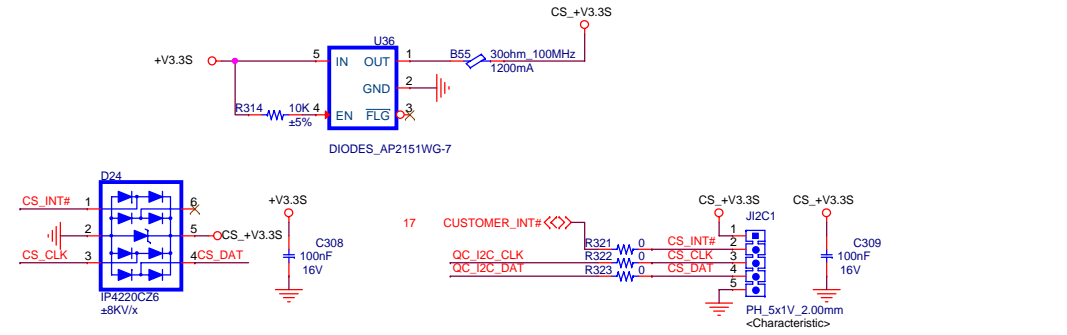 CS_+V3.3S
U36
+V3.3S
5
IN
OUT
1
B55
30ohm_100MHz
1200mA
GND
2
R314
10K
4
±5%
EN
FLG
3
DIODES_AP2151WG-7
D24
CS_INT#
1
6
2
5
CS_+V3.3S
CS_CLK
3
4
CS_DAT
IP4220CZ6
±8KV/x
+V3.3S
C308
100nF
16V
17
CUSTOMER_INT#
QC_I2C_CLK
QC_I2C_DAT
R321
0
CS_INT#
R322
0
CS_CLK
R323
0
CS_DAT
CS_+V3.3S
JI2C1
1
2
3
4
5
PH_5x1V_2.00mm
<Characteristic>
CS_+V3.3S
C309
100nF
16V